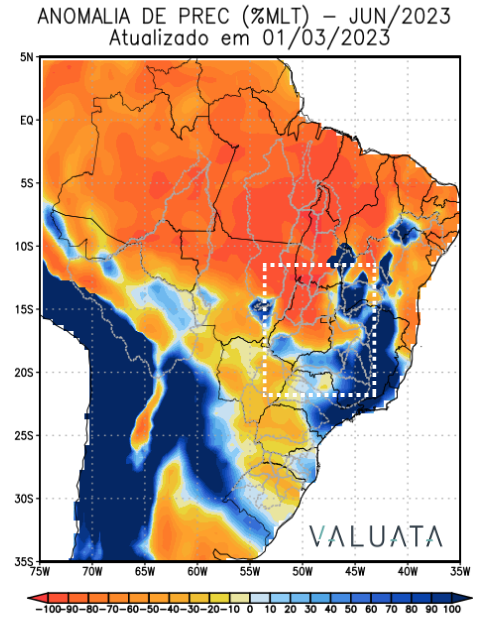 ANOMALIA DE PREC (%MLT) – JUN/2023
Atualizado em 01/03/2023
5N
EQ
5S
10S
15S
20S
25S
30S
35S
VALUATA
75W 70W 65W 60W 55W 50W 45W 40W 35W
-100 -90 -80 -70 -60 -50 -40 -30 -20 -10 0 10 20 30 40 50 60 70 80 90 100